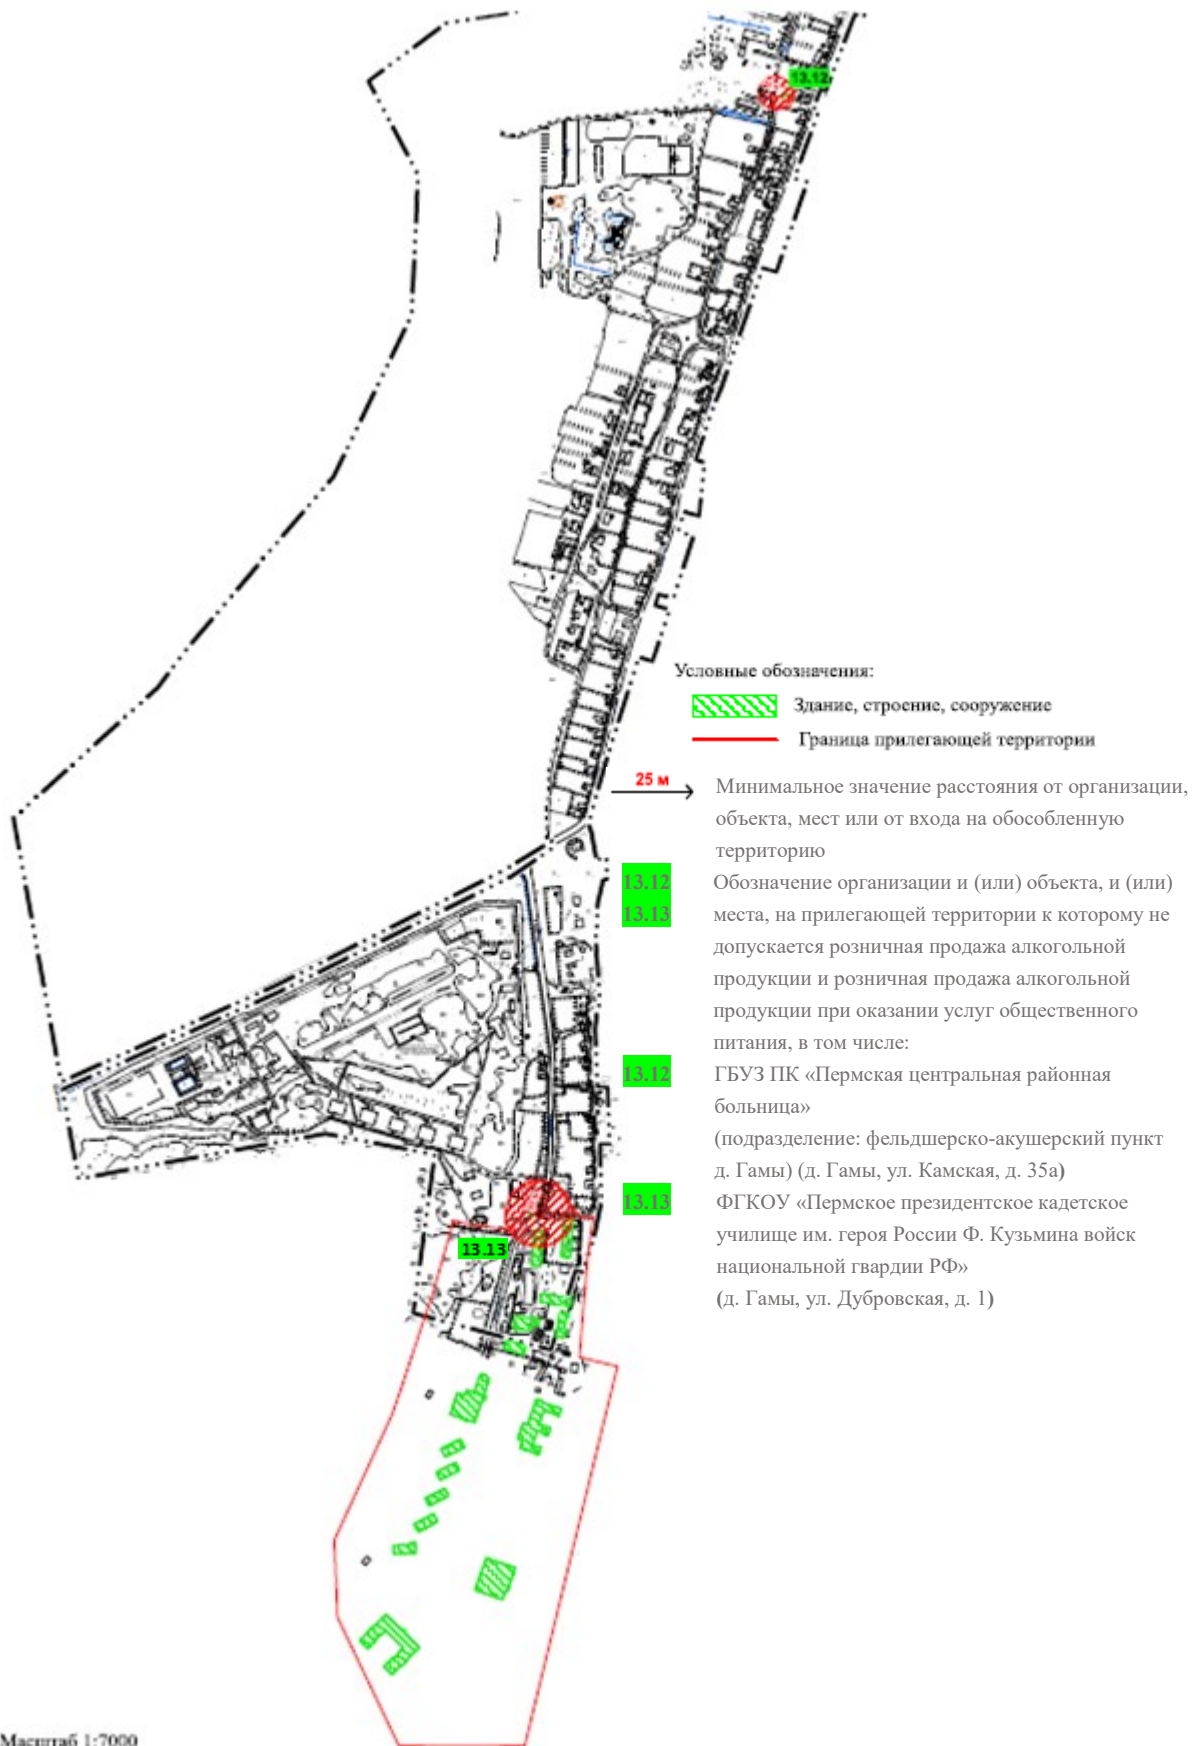 13.12
Условные обозначения:
Здание, строение, сооружение
Граница прилегающей территории
25 м
Минимальное значение расстояния от организации,
объекта, мест или от входа на обособленную
территорию
13.12 Обозначение организации и (или) объекта, и (или)
13.13 места, на прилегающей территории к которому не
допускается розничная продажа алкогольной
продукции и розничная продажа алкогольной
продукции при оказании услуг общественного
питания, в том числе:
13.12 ГБУЗ ПК «Пермская центральная районная
больница»
(подразделение: фельдшерско-акушерский пункт
д. Гамы) (д. Гамы, ул. Камская, д. 35а)
13.13 ФГКОУ «Пермское президентское кадетское
училище им. героя России Ф. Кузьмина войск
национальной гвардии РФ»
(д. Гамы, ул. Дубровская, д. 1)
13.13
Масштаб 1:7000